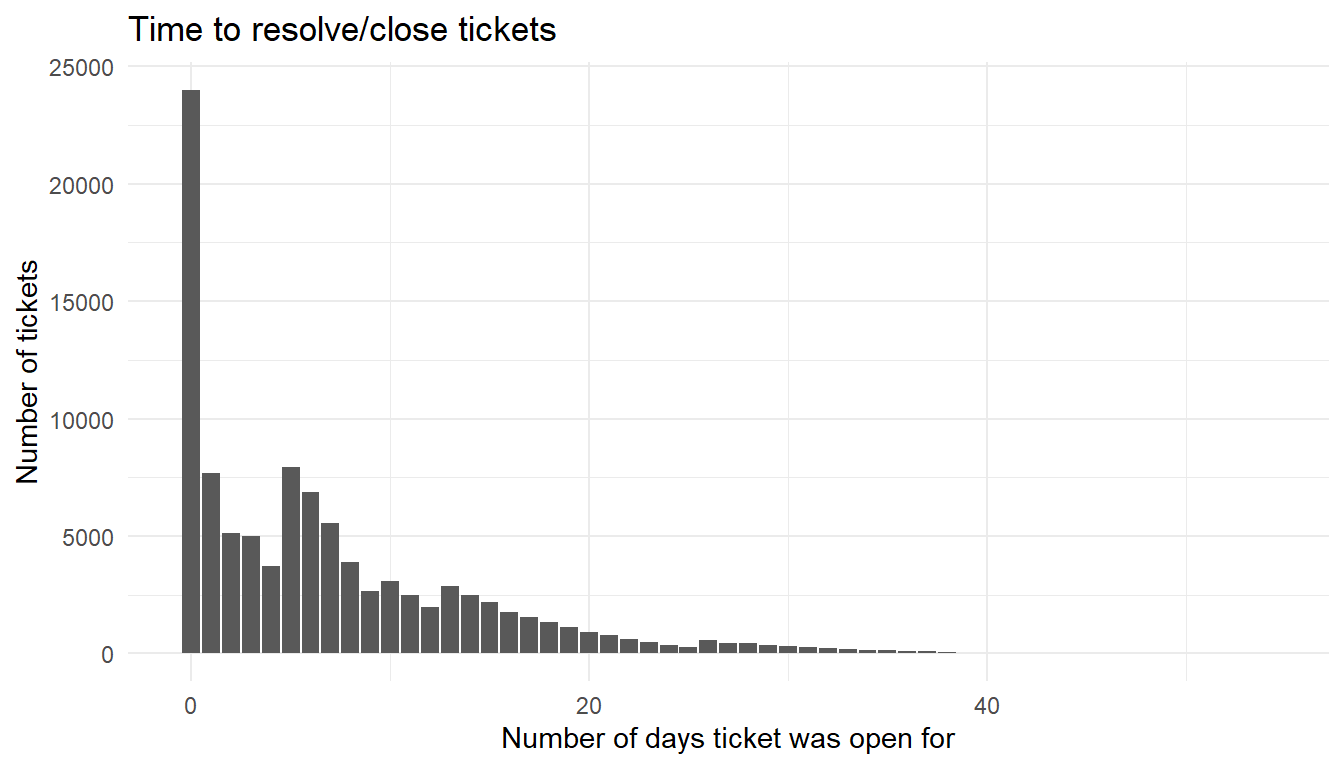 Time to resolve/close tickets
Number of tickets
25000
20000
15000
10000
5000
0
0 20 40
Number of days ticket was open for